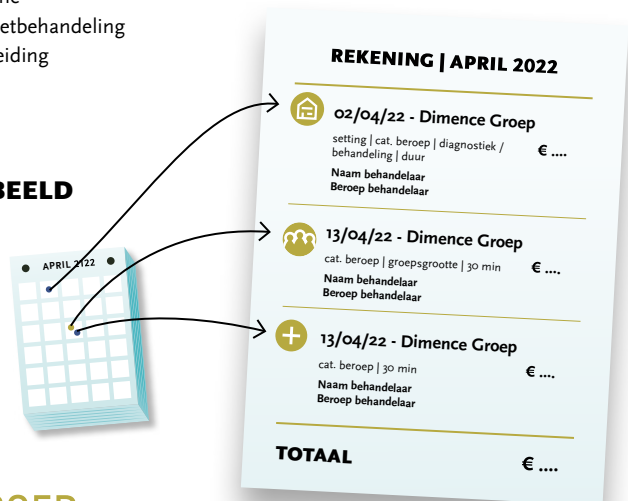 etbehandeling
eiding
BEELD
APRIL 2122
REKENING | APRIL 2022
02/04/22 - Dimence Groep
setting | cat. beroep | diagnostiek /
behandeling | duur
€ ....
Naam behandelaar
Beroep behandelaar
13/04/22 - Dimence Groep
cat. beroep | groepsgrootte | 30 min
€ ....
Naam behandelaar
Beroep behandelaar
13/04/22 - Dimence Groep
cat. beroep | 30 min
€ ....
Naam behandelaar
Beroep behandelaar
TOTAAL
€ ....